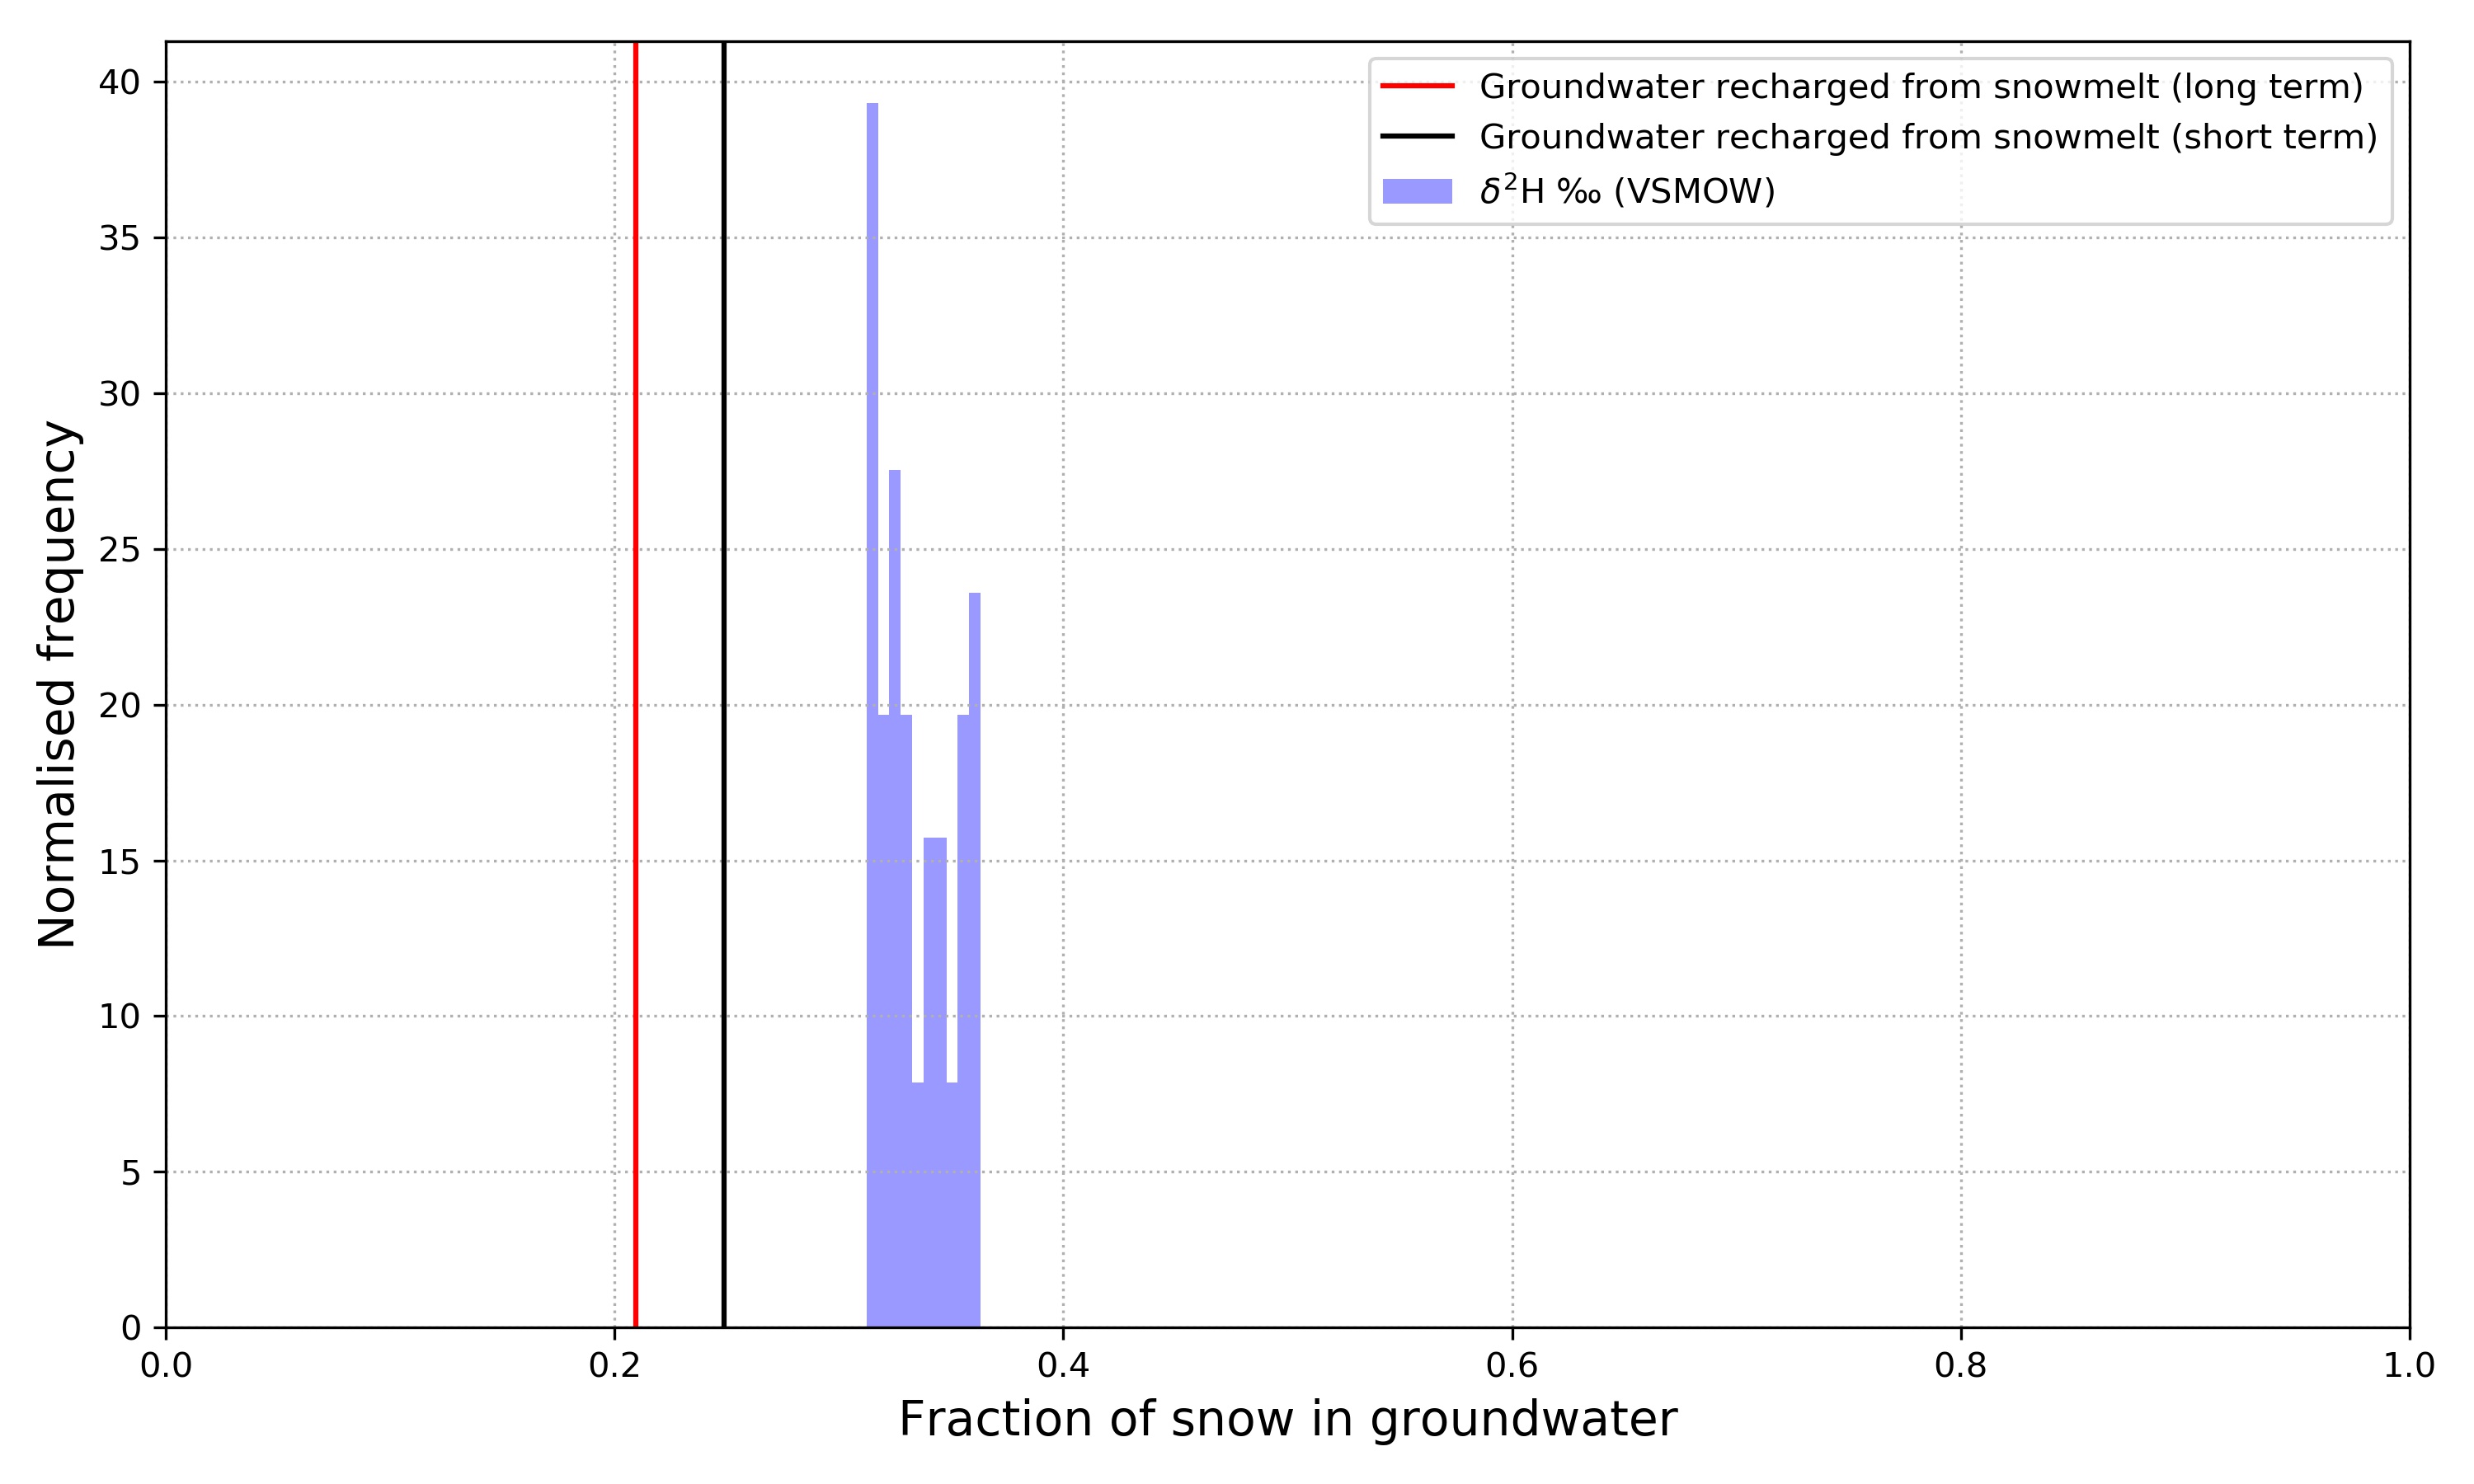 Groundwater recharged from snowmelt (long term)
Groundwater recharged from snowmelt (short term)
δ²H ‰ (VSMOW)
Normalised frequency
40
35
30
25
20
15
10
5
0
0.0 0.2 0.4 0.6 0.8 1.0
Fraction of snow in groundwater